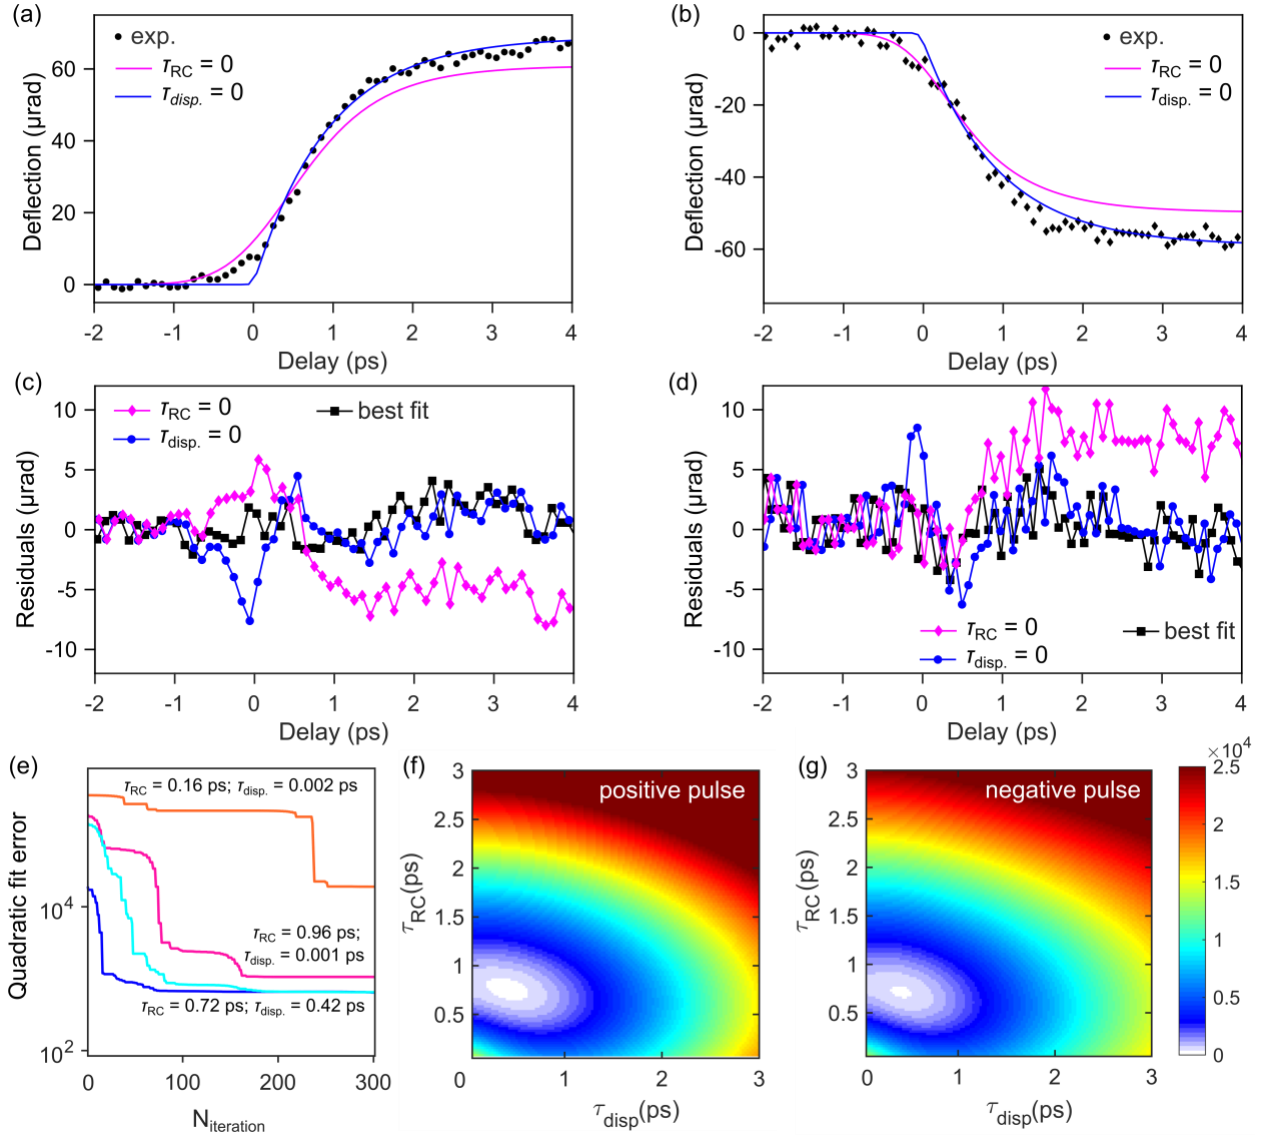 (a)
Deflection (μrad)
60
40
20
0
exp.
τRC = 0
τdisp. = 0
-2 -1 0 1 2 3 4
Delay (ps)
(b)
Deflection (μrad)
0
-20
-40
-60
exp.
τRC = 0
τdisp. = 0
-2 -1 0 1 2 3 4
Delay (ps)
(c)
Residuals (μrad)
10
5
0
-5
-10
τRC = 0
τdisp. = 0
best fit
-2 -1 0 1 2 3 4
Delay (ps)
(d)
Residuals (μrad)
10
5
0
-5
-10
τRC = 0
τdisp. = 0
best fit
-2 -1 0 1 2 3 4
Delay (ps)
(e)
Quadratic fit error
10^4
10^2
τRC = 0.16 ps; τdisp. = 0.002 ps
τRC = 0.96 ps;
τdisp. = 0.001 ps
τRC = 0.72 ps; τdisp. = 0.42 ps
0 100 200 300
Niteration
(f)
positive pulse
τRC(ps)
3
2.5
2
1.5
1
0.5
0 1 2 3
τdisp(ps)
(g)
negative pulse
τRC(ps)
3
2.5
2
1.5
1
0.5
0 1 2 3
τdisp(ps)
×10^4
2.5
2
1.5
1
0.5
0